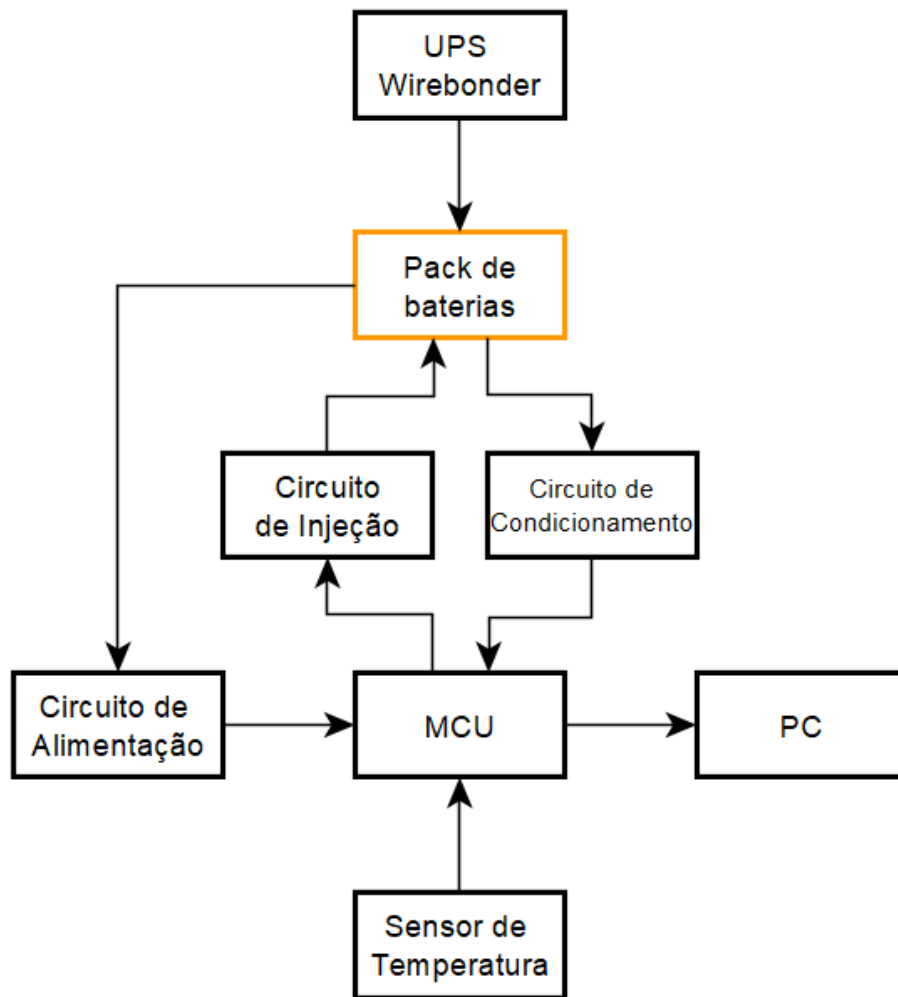 UPS
Wirebonder
Pack de
baterias
Circuito
de Injeção
Circuito de
Condicionamento
Circuito de
Alimentação
MCU
PC
Sensor de
Temperatura